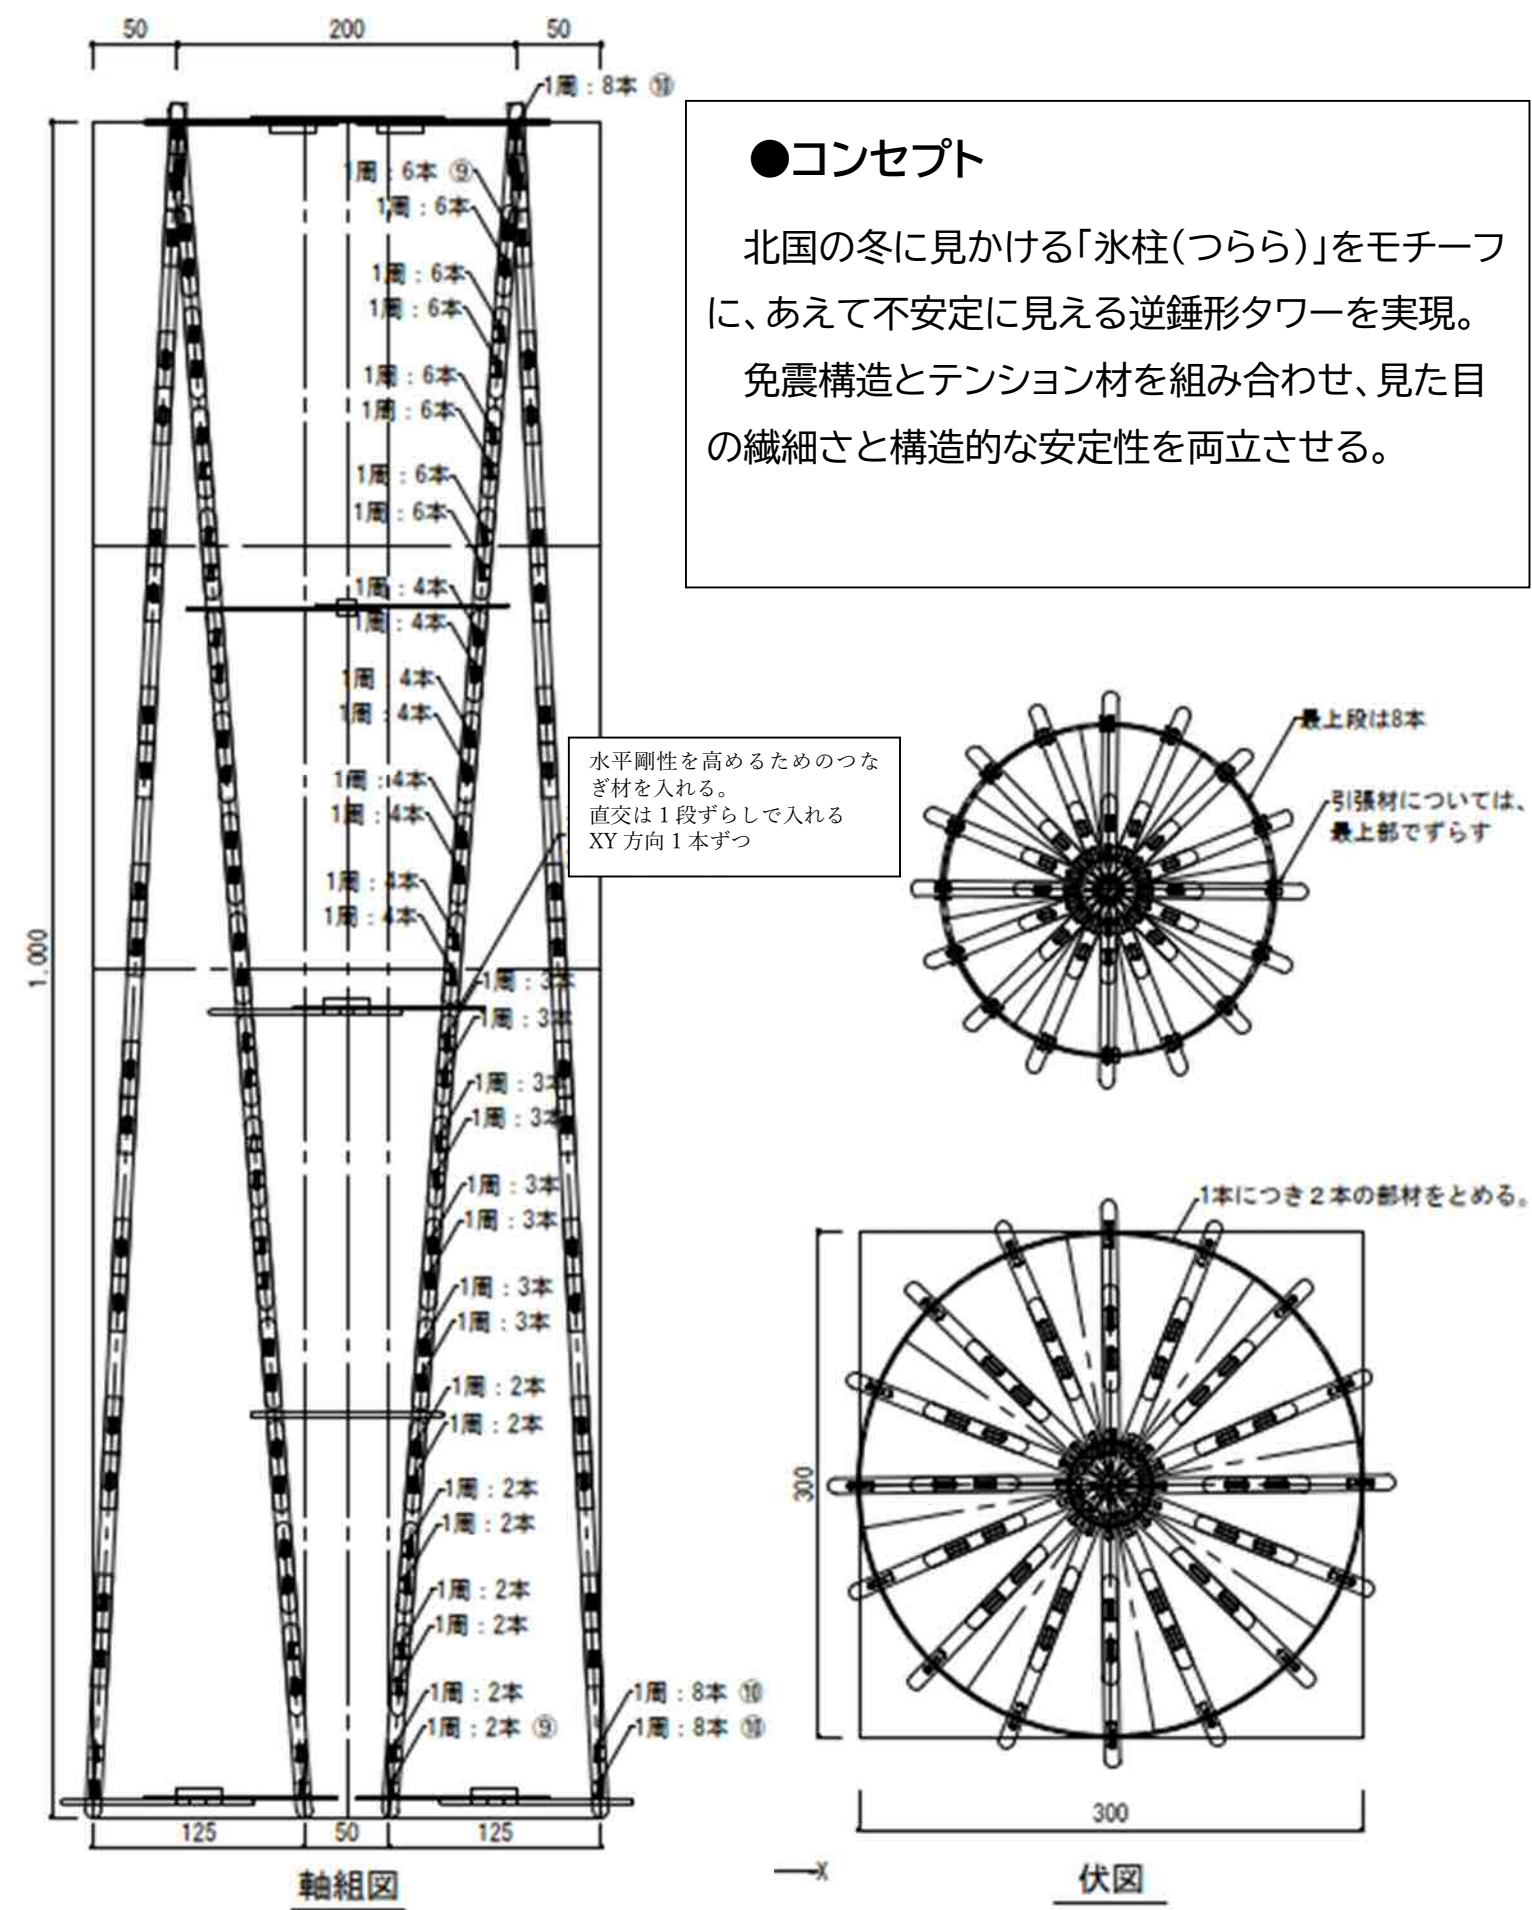 50
200
50
1周：8本 ⑩
1周：6本 ⑨
1周：6本
1周：6本
1周：6本
1周：6本
1周：6本
1周：6本
1周：6本
1周：4本
1周：4本
1周：4本
1周：4本
1周：4本
1周：4本
1周：4本
1周：4本
1周：3本
1周：3本
1周：3本
1周：3本
1周：3本
1周：3本
1周：3本
1周：3本
1周：2本
1周：2本
1周：2本
1周：2本
1周：2本
1周：2本
1周：2本
1周：2本 ⑨
1周：8本 ⑩
1周：8本 ⑩
1.000
125
50
125
軸組図
●コンセプト
北国の冬に見かける「氷柱(つらら)」をモチーフ
に、あえて不安定に見える逆錘形タワーを実現。
免震構造とテンション材を組み合わせ、見た目
の繊細さと構造的な安定性を両立させる。
水平剛性を高めるためのつな
ぎ材を入れる。
直交は１段ずらしで入れる
XY 方向１本ずつ
最上段は8本
引張材については、
最上部でずらす
1本につき２本の部材をとめる。
300
300
X
伏図